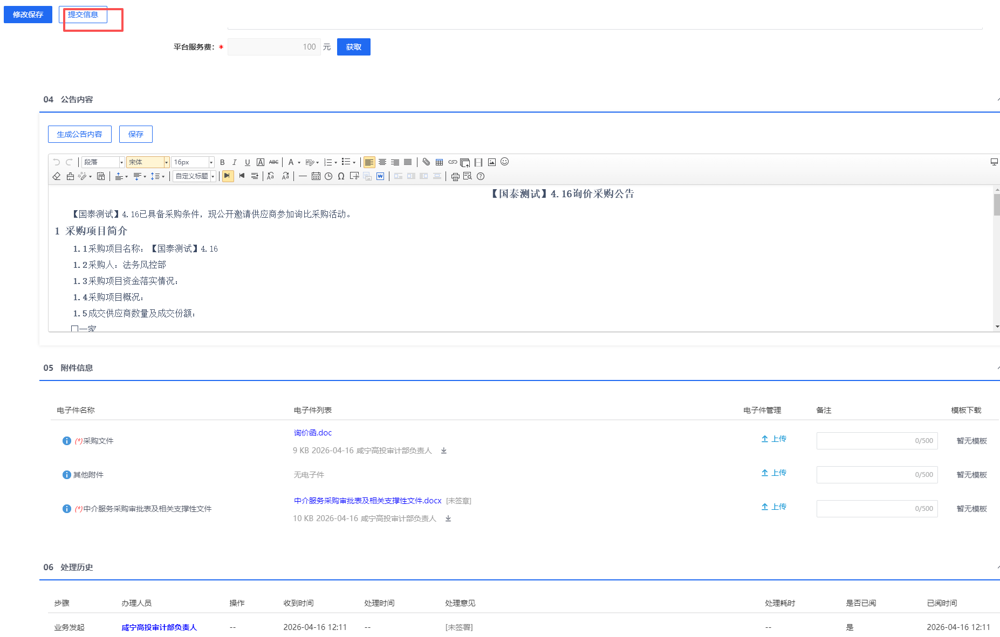 修改保存 提交信息
平台服务费：* 100 元 获取
04 公告内容
生成公告内容 保存
段落 宋体 16px B I U A ABC A
自定义标题
【国泰测试】4.16询价采购公告
【国泰测试】4.16已具备采购条件，现公开邀请供应商参加询比采购活动。
1 采购项目简介
1.1采购项目名称：【国泰测试】4.16
1.2采购人：法务风控部
1.3采购项目资金落实情况：
1.4采购项目概况：
1.5成交供应商数量及成交份额：
☐一家
05 附件信息
电子件名称 电子件列表 电子件管理 备注 模板下载
(*)采购文件 询价函.doc 上传 0/500 暂无模板
9 KB 2026-04-16 咸宁高投审计部负责人
其他附件 无电子件 上传 0/500 暂无模板
(*)中介服务采购审批表及相关支撑性文件 中介服务采购审批表及相关支撑性文件.docx [未签章] 上传 0/500 暂无模板
10 KB 2026-04-16 咸宁高投审计部负责人
06 处理历史
步骤 办理人员 操作 收到时间 处理时间 处理意见 处理耗时 是否已阅 已阅时间
业务发起 咸宁高投审计部负责人 -- 2026-04-16 12:11 -- [未签署] -- 是 2026-04-16 12:11